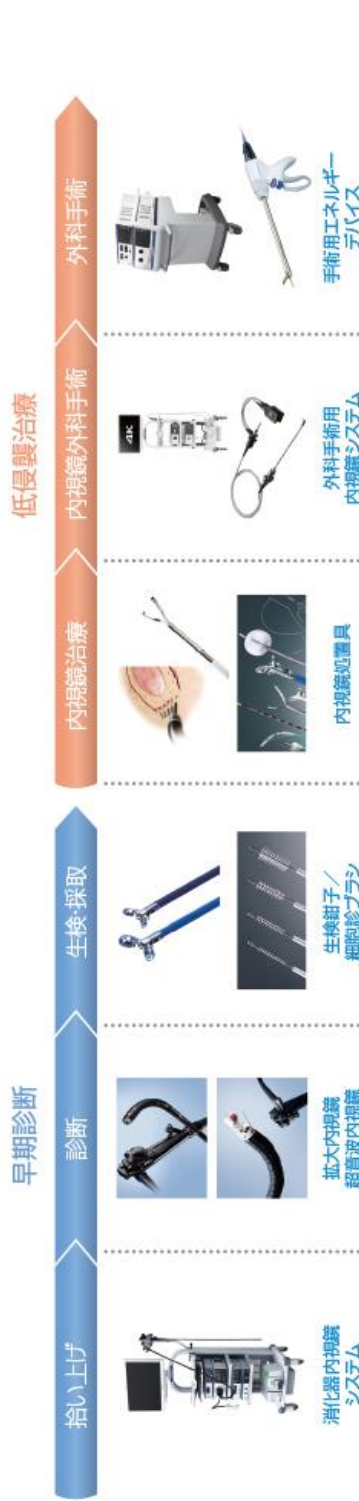 早期診断
低侵襲治療
拾い上げ
診断
生検・採取
内視鏡治療
内視鏡外科手術
外科手術
4K
消化器内視鏡
システム
拡大内視鏡
超音波内視鏡
生検鉗子／
細胞診ブラシ
内視鏡処置具
外科手術用
内視鏡システム
手術用エネルギー
デバイス